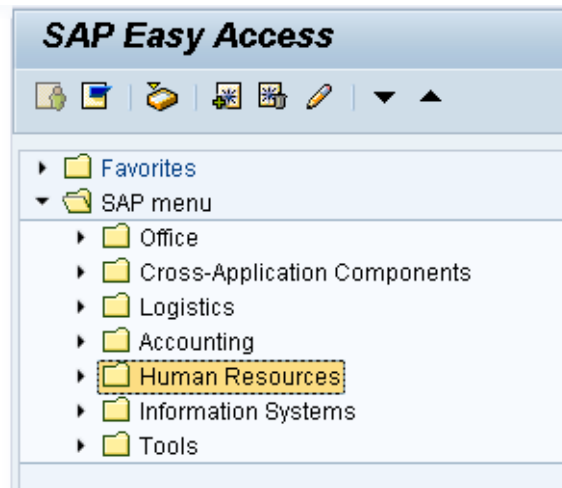 SAP Easy Access
Favorites
SAP menu
Office
Cross-Application Components
Logistics
Accounting
Human Resources
Information Systems
Tools